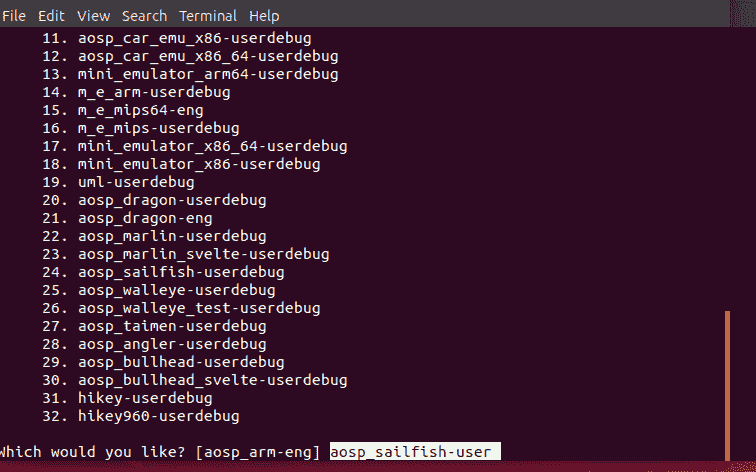 File Edit View Search Terminal Help
11. aosp_car_emu_x86-userdebug
12. aosp_car_emu_x86_64-userdebug
13. mini_emulator_arm64-userdebug
14. m_e_arm-userdebug
15. m_e_mips64-eng
16. m_e_mips-userdebug
17. mini_emulator_x86_64-userdebug
18. mini_emulator_x86-userdebug
19. uml-userdebug
20. aosp_dragon-userdebug
21. aosp_dragon-eng
22. aosp_marlin-userdebug
23. aosp_marlin_svelte-userdebug
24. aosp_sailfish-userdebug
25. aosp_walleye-userdebug
26. aosp_walleye_test-userdebug
27. aosp_taimen-userdebug
28. aosp_angler-userdebug
29. aosp_bullhead-userdebug
30. aosp_bullhead_svelte-userdebug
31. hikey-userdebug
32. hikey960-userdebug
Which would you like? [aosp_arm-eng] aosp_sailfish-user